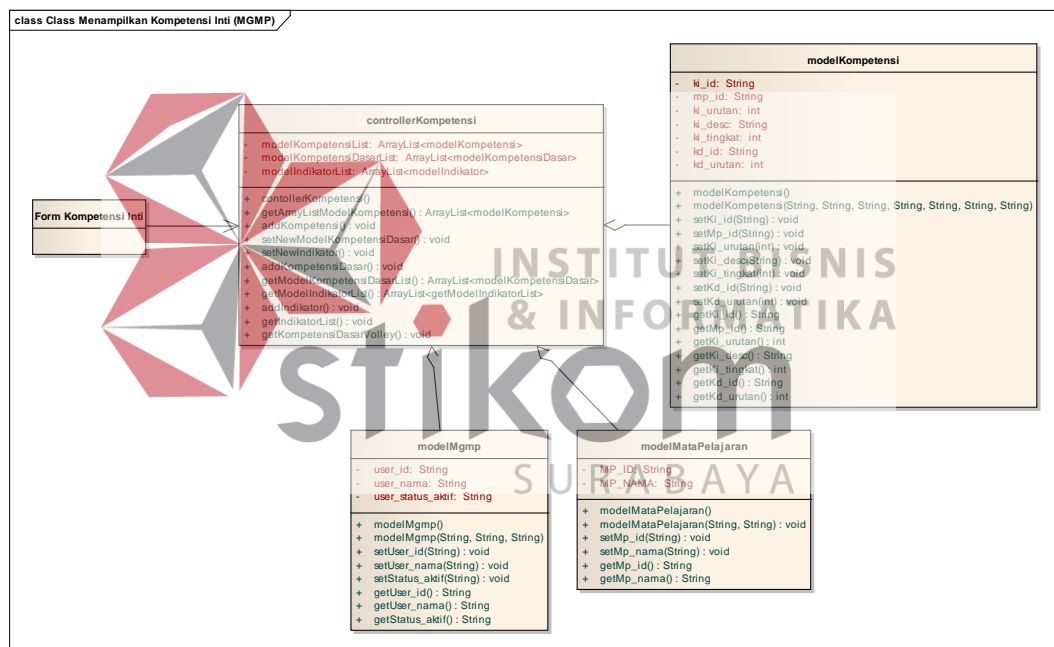 class Class Menampilkan Kompetensi Inti (MGMP)
modelKompetensi
- ki_id: String
- mp_id: String
- ki_urutan: int
- ki_desc: String
- ki_tingkat: int
- kd_id: String
- kd_urutan: int
+ modelKompetensi()
+ modelKompetensi(String, String, String, String, String, String, String)
+ setKi_id(String) : void
+ setMp_id(String) : void
+ setKi_urutan(int) : void
+ setKi_desc(String) : void
+ setKi_tingkat(int) : void
+ setKd_id(String) : void
+ setKd_urutan(int) : void
+ getKi_id() : String
+ getMp_id() : String
+ getKi_urutan() : int
+ getKi_desc() : String
+ getKi_tingkat() : int
+ getKd_id() : String
+ getKd_urutan() : int
controllerKompetensi
- modelKompetensiList: ArrayList<modelKompetensi>
- modelKompetensiDasarList: ArrayList<modelKompetensiDasar>
- modelIndikatorList: ArrayList<modelIndikator>
+ contollerKompetensi()
+ getArrayListModelKompetensi() : ArrayList<modelKompetensi>
+ addKompetensi() : void
+ setNewModelKompetensiDasar() : void
+ setNewIndikator() : void
+ addKompetensiDasar() : void
+ getModelKompetensiDasarList() : ArrayList<modelKompetensiDasar>
+ getModelIndikatorList() : ArrayList<getModelIndikatorList>
+ addIndikator() : void
+ getIndikatorList() : void
+ getKompetensiDasarVolley() : void
Form Kompetensi Inti
INSTITUT BISNIS
& INFORMATIKA
stikom
SURABAYA
modelMgmp
- user_id: String
- user_nama: String
- user_status_aktif: String
+ modelMgmp()
+ modelMgmp(String, String, String)
+ setUser_id(String) : void
+ setUser_nama(String) : void
+ setStatus_aktif(String) : void
+ getUser_id() : String
+ getUser_nama() : String
+ getStatus_aktif() : String
modelMataPelajaran
- MP_ID: String
- MP_NAMA: String
+ modelMataPelajaran()
+ modelMataPelajaran(String, String) : void
+ setMp_id(String) : void
+ setMp_nama(String) : void
+ getMp_id() : String
+ getMp_nama() : String